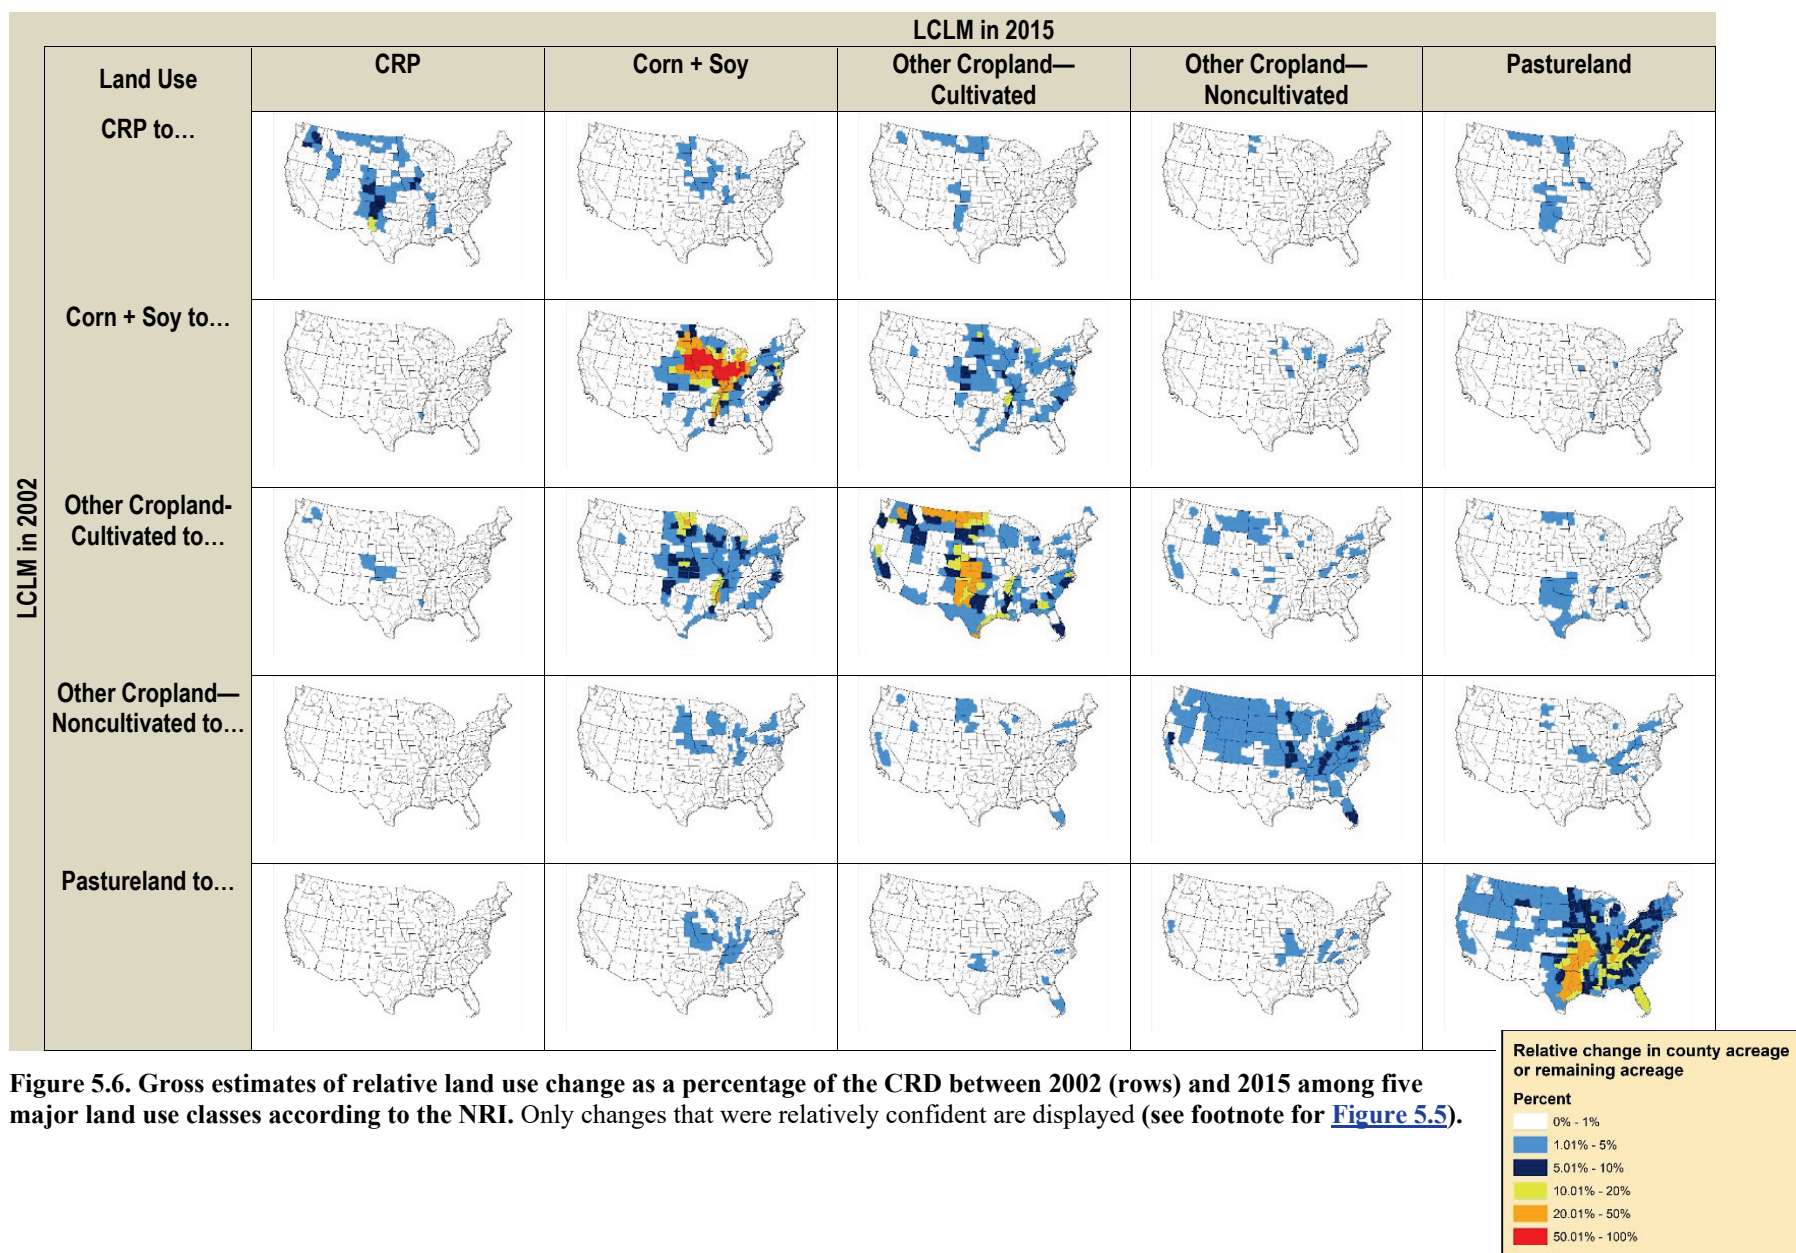 LCLM in 2015
Land Use
CRP
Corn + Soy
Other Cropland—
Cultivated
Other Cropland—
Noncultivated
Pastureland
LCLM in 2002
CRP to…
Corn + Soy to…
Other Cropland-
Cultivated to…
Other Cropland—
Noncultivated to…
Pastureland to…
Relative change in county acreage
or remaining acreage
Percent
0% - 1%
1.01% - 5%
5.01% - 10%
10.01% - 20%
20.01% - 50%
50.01% - 100%
Figure 5.6. Gross estimates of relative land use change as a percentage of the CRD between 2002 (rows) and 2015 among five
major land use classes according to the NRI. Only changes that were relatively confident are displayed (see footnote for Figure 5.5).